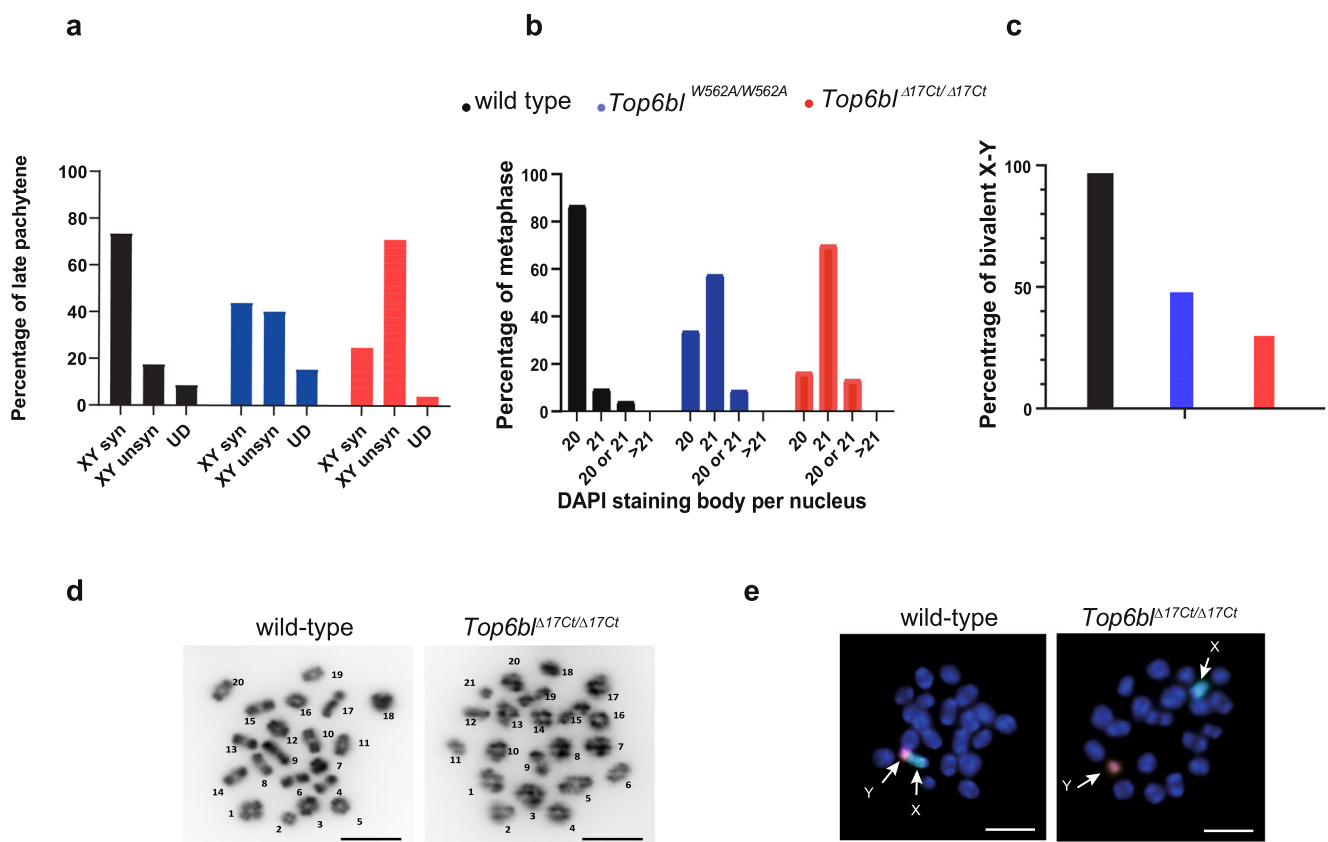 a
b
c
wild type
Top6bl W562A/W562A
Top6bl Δ17Ct/ Δ17Ct
Percentage of late pachytene
100
80
60
40
20
0
XY syn
XY unsyn
UD
XY syn
XY unsyn
UD
XY syn
XY unsyn
UD
Percentage of metaphase
100
80
60
40
20
0
20
21
20 or 21
>21
20
21
20 or 21
>21
20
21
20 or 21
>21
DAPI staining body per nucleus
Percentrage of bivalent X-Y
100
50
0
d
wild-type
Top6bl Δ17Ct/Δ17Ct
20
19
15
16
17
18
13
12
10
11
9
8
7
14
6
4
1
2
3
5
20
18
21
19
17
12
13
14
15
16
11
10
9
8
7
1
5
6
2
3
4
e
wild-type
Top6bl Δ17Ct/Δ17Ct
Y
X
X
Y